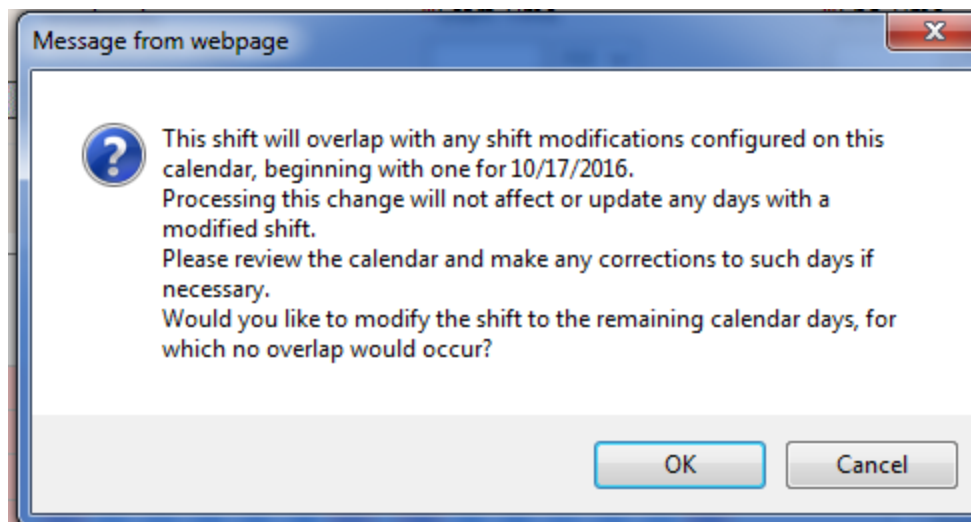 Message from webpage
This shift will overlap with any shift modifications configured on this
calendar, beginning with one for 10/17/2016.
Processing this change will not affect or update any days with a
modified shift.
Please review the calendar and make any corrections to such days if
necessary.
Would you like to modify the shift to the remaining calendar days, for
which no overlap would occur?
OK
Cancel